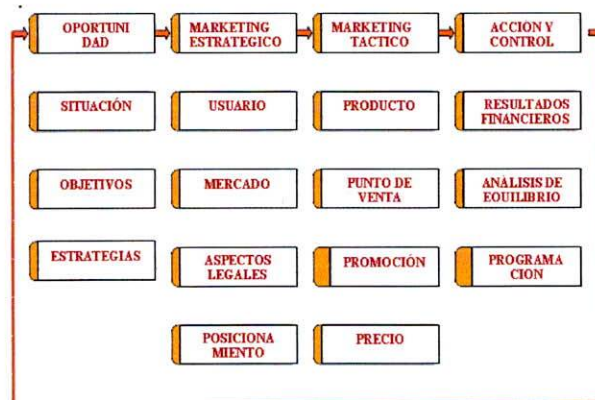 OPORTUNI
DAD
MARKETING
ESTRATEGICO
MARKETING
TACTICO
ACCION Y
CONTROL
SITUACIÓN
USUARIO
PRODUCTO
RESULTADOS
FINANCIEROS
OBJETIVOS
MERCADO
PUNTO DE
VENTA
ANÁLISIS DE
EQUILIBRIO
ESTRATEGIAS
ASPECTOS
LEGALES
PROMOCIÓN
PROGRAMA
CION
POSICIONA
MIENTO
PRECIO